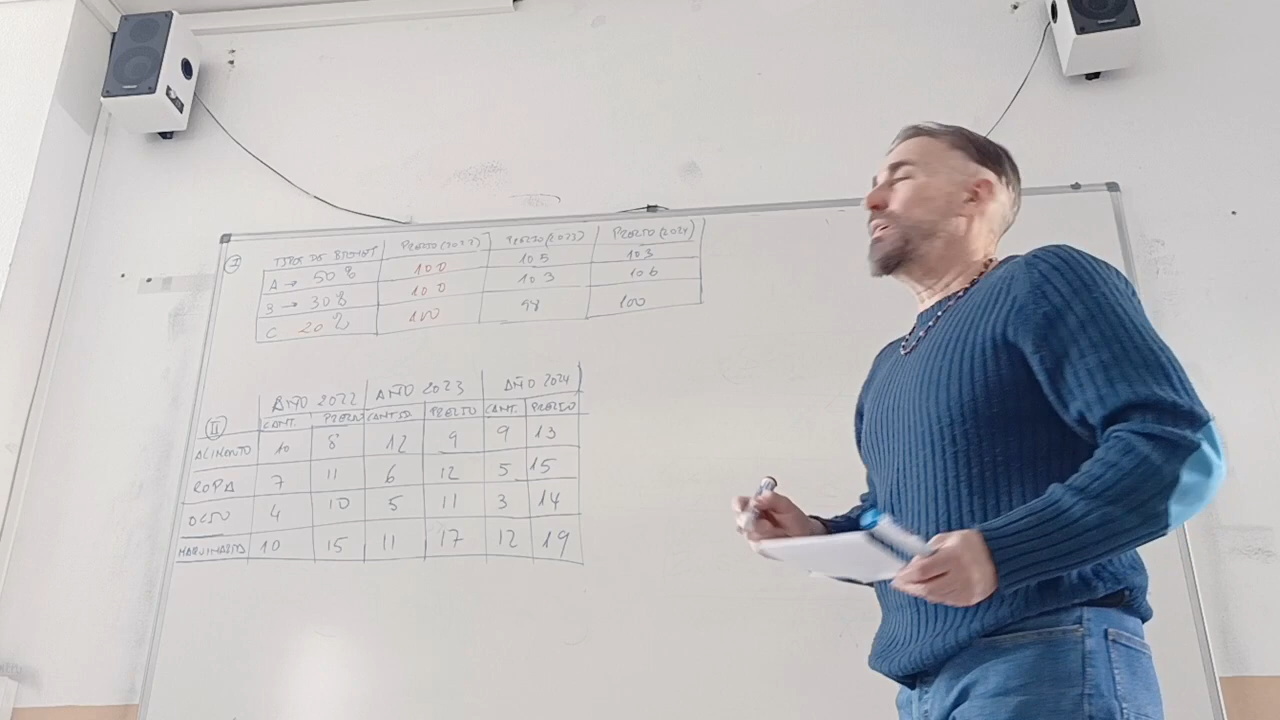 I TIPOS DE BIENES PRECIO (2022) PRECIO (2023) PRECIO (2024)
A → 50% 100 105 103
B → 30% 100 103 106
C 20% 100 98 100
II AÑO 2022 AÑO 2023 AÑO 2024
CANT. PRECIO CANTID PRECIO CANT. PRECIO
ALIMENTO 10 8 12 9 9 13
ROPA 7 11 6 12 5 15
OCIO 4 10 5 11 3 14
MAQUINARIA 10 15 11 17 12 19